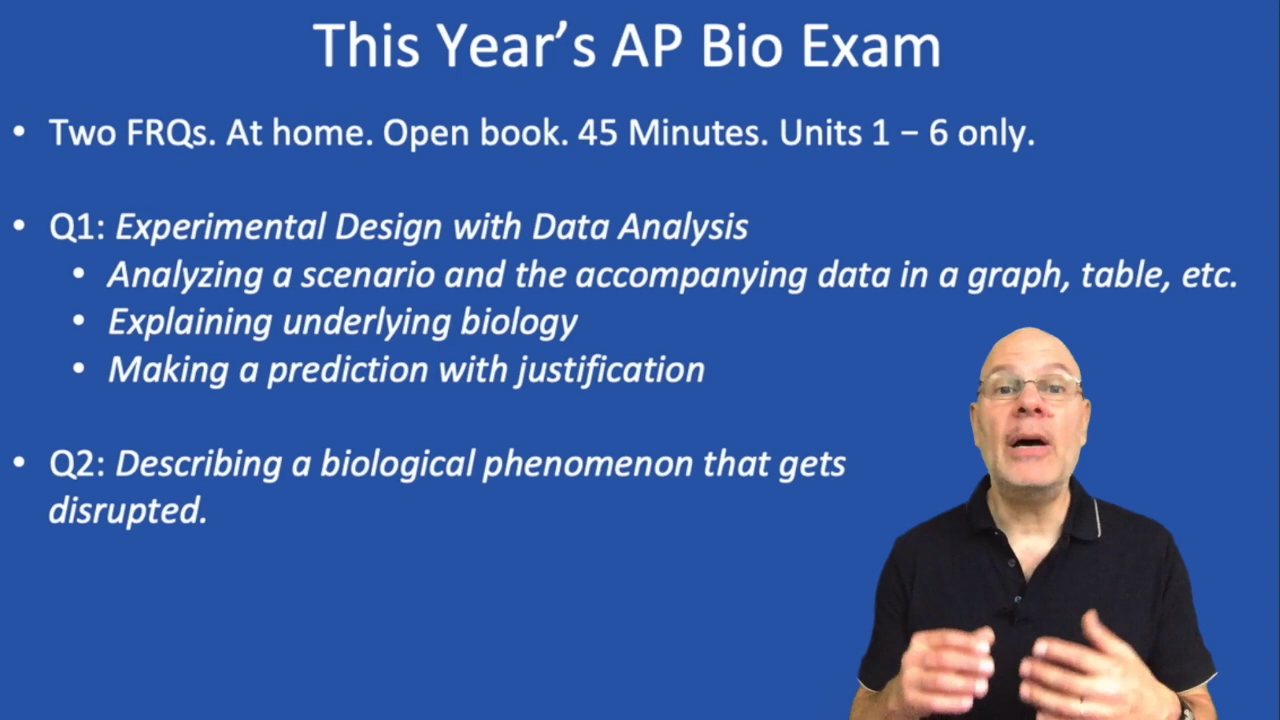 This Year’s AP Bio Exam
• Two FRQs. At home. Open book. 45 Minutes. Units 1 – 6 only.
• Q1: Experimental Design with Data Analysis
• Analyzing a scenario and the accompanying data in a graph, table, etc.
• Explaining underlying biology
• Making a prediction with justification
• Q2: Describing a biological phenomenon that gets
disrupted.